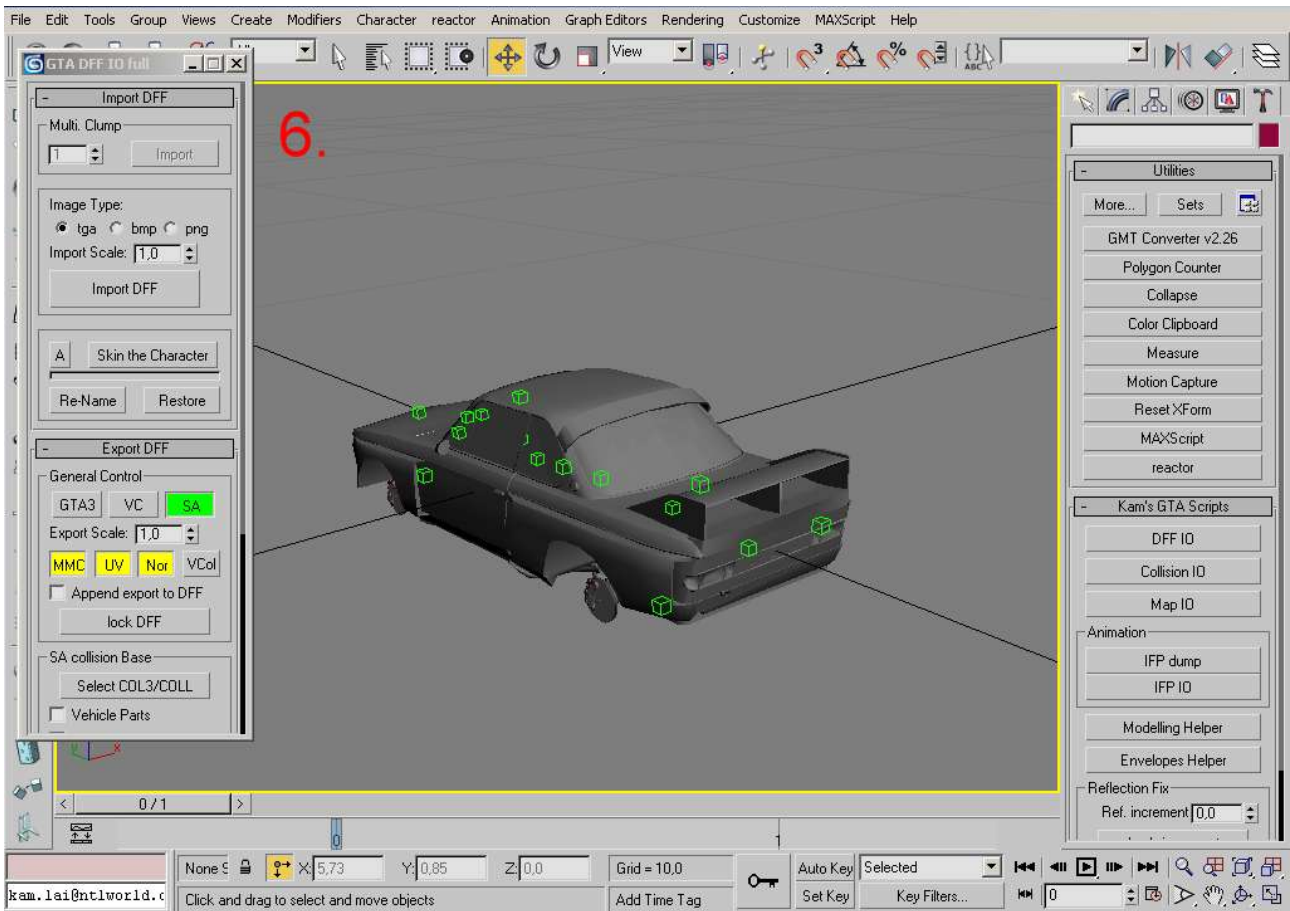 File Edit Tools Group Views Create Modifiers Character reactor Animation Graph Editors Rendering Customize MAXScript Help
View
3
%
ABC
GTA DFF IO full
- Import DFF
Multi. Clump
1 Import
Image Type:
tga bmp png
Import Scale: 1,0
Import DFF
A Skin the Character
Re-Name Restore
- Export DFF
General Control
GTA3 VC SA
Export Scale: 1,0
MMC UV Nor VCol
Append export to DFF
lock DFF
SA collision Base
Select COL3/COLL
Vehicle Parts
6.
x
- Utilities
More... Sets
GMT Converter v2.26
Polygon Counter
Collapse
Color Clipboard
Measure
Motion Capture
Reset XForm
MAXScript
reactor
- Kam's GTA Scripts
DFF IO
Collision IO
Map IO
Animation
IFP dump
IFP IO
Modelling Helper
Envelopes Helper
Reflection Fix
Ref. increment 0,0
< 0 / 1 >
0 1
None S X: 5,73 Y: 0,85 Z: 0,0 Grid = 10,0 Auto Key Selected
kam.lai@ntlworld.c Click and drag to select and move objects Add Time Tag Set Key Key Filters... 0